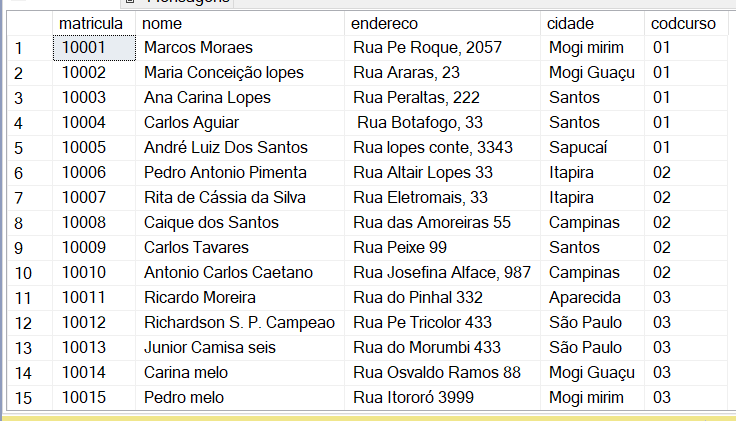 Mensagens
matricula nome endereco cidade codcurso
1 10001 Marcos Moraes Rua Pe Roque, 2057 Mogi mirim 01
2 10002 Maria Conceição lopes Rua Araras, 23 Mogi Guaçu 01
3 10003 Ana Carina Lopes Rua Peraltas, 222 Santos 01
4 10004 Carlos Aguiar Rua Botafogo, 33 Santos 01
5 10005 André Luiz Dos Santos Rua lopes conte, 3343 Sapucaí 01
6 10006 Pedro Antonio Pimenta Rua Altair Lopes 33 Itapira 02
7 10007 Rita de Cássia da Silva Rua Eletromais, 33 Itapira 02
8 10008 Caique dos Santos Rua das Amoreiras 55 Campinas 02
9 10009 Carlos Tavares Rua Peixe 99 Santos 02
10 10010 Antonio Carlos Caetano Rua Josefina Alface, 987 Campinas 02
11 10011 Ricardo Moreira Rua do Pinhal 332 Aparecida 03
12 10012 Richardson S. P. Campeao Rua Pe Tricolor 433 São Paulo 03
13 10013 Junior Camisa seis Rua do Morumbi 433 São Paulo 03
14 10014 Carina melo Rua Osvaldo Ramos 88 Mogi Guaçu 03
15 10015 Pedro melo Rua Itororó 3999 Mogi mirim 03